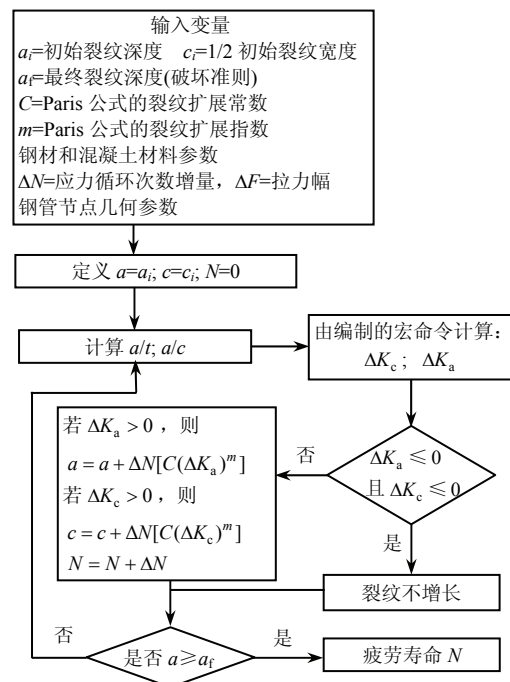 输入变量
a_i=初始裂纹深度 c_i=1/2 初始裂纹宽度
a_f=最终裂纹深度(破坏准则)
C=Paris 公式的裂纹扩展常数
m=Paris 公式的裂纹扩展指数
钢材和混凝土材料参数
ΔN=应力循环次数增量，ΔF=拉力幅
钢管节点几何参数
定义 a=a_i; c=c_i; N=0
计算 a/t; a/c
由编制的宏命令计算：
ΔK_c； ΔK_a
ΔK_a ≤ 0
且 ΔK_c ≤ 0
否
若 ΔK_a > 0，则
a = a + ΔN[C(ΔK_a)^m]
若 ΔK_c > 0，则
c = c + ΔN[C(ΔK_c)^m]
N = N + ΔN
是
裂纹不增长
否
是否 a≥a_f
是
疲劳寿命 N